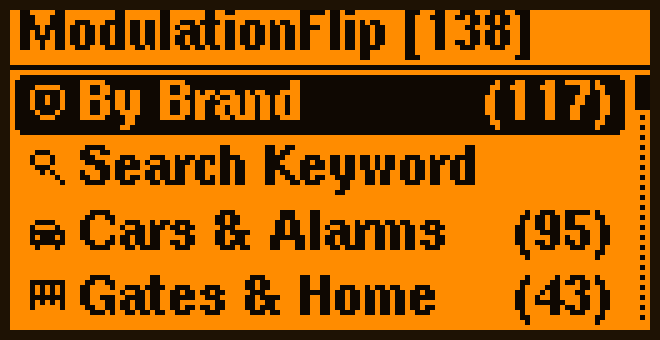 ModulationFlip [138]
By Brand (117)
Search Keyword
Cars & Alarms (95)
Gates & Home (43)